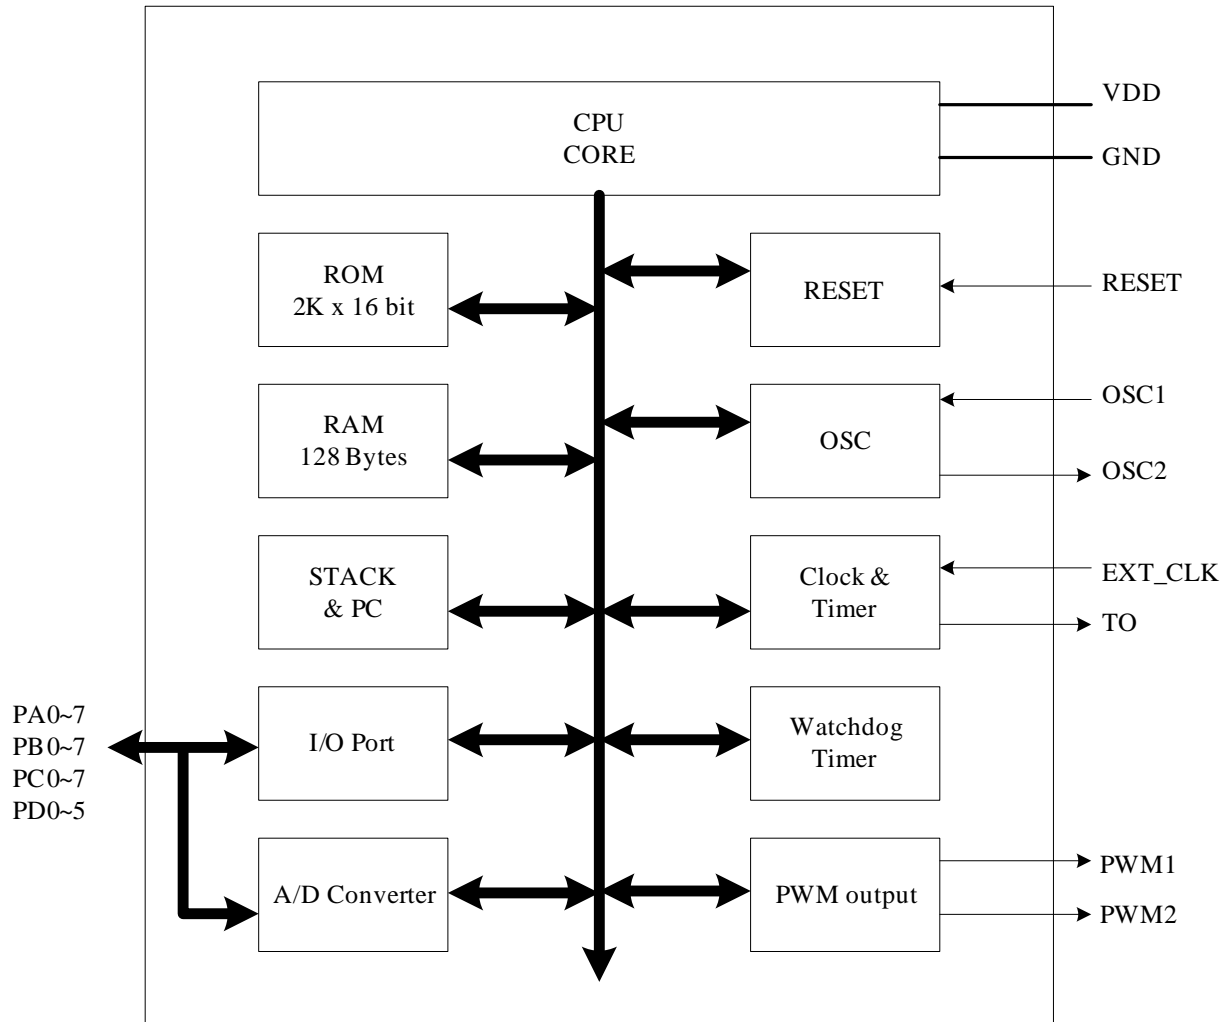 CPU
CORE
VDD
GND
ROM
2K x 16 bit
RESET
RESET
RAM
128 Bytes
OSC
OSC1
OSC2
STACK
& PC
Clock &
Timer
EXT_CLK
TO
PA0~7
PB0~7
PC0~7
PD0~5
I/O Port
Watchdog
Timer
A/D Converter
PWM output
PWM1
PWM2